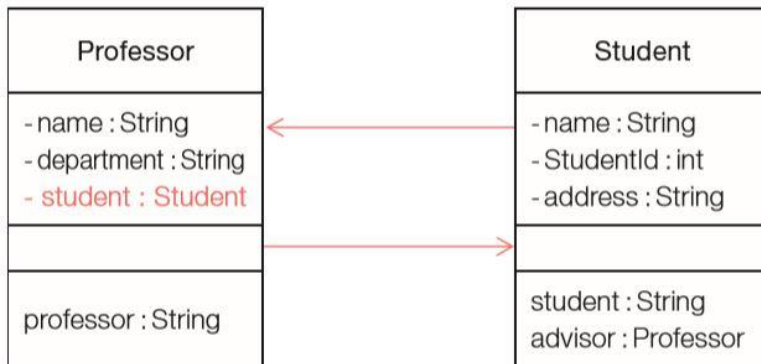 Professor
- name : String
- department : String
- student : Student
professor : String
Student
- name : String
- StudentId : int
- address : String
student : String
advisor : Professor